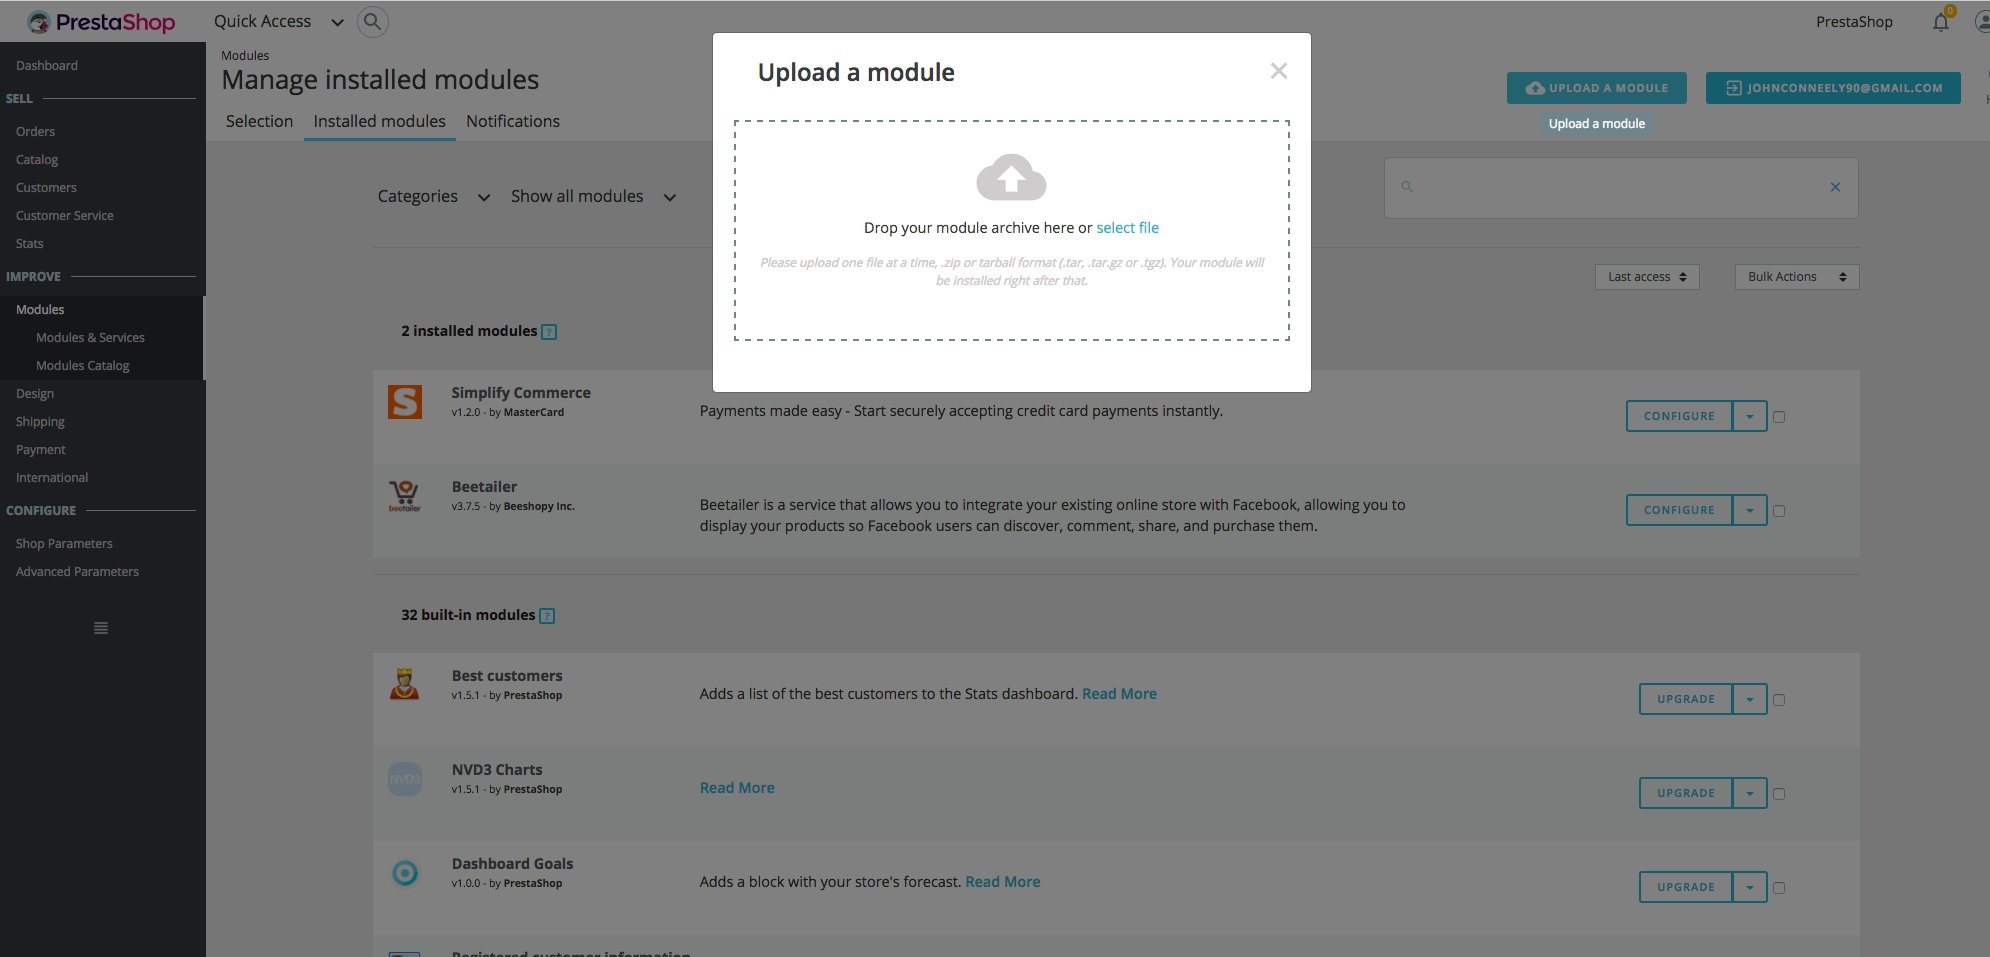 PrestaShop
Quick Access
PrestaShop
0
Dashboard
SELL
Orders
Catalog
Customers
Customer Service
Stats
IMPROVE
Modules
Modules & Services
Modules Catalog
Design
Shipping
Payment
International
CONFIGURE
Shop Parameters
Advanced Parameters
Modules
Manage installed modules
Selection
Installed modules
Notifications
UPLOAD A MODULE
JOHNCONNEELY90@GMAIL.COM
Upload a module
Upload a module
Drop your module archive here or select file
Please upload one file at a time, .zip or tarball format (.tar, .tar.gz or .tgz). Your module will
be installed right after that.
Categories
Show all modules
Last access
Bulk Actions
2 installed modules ?
Simplify Commerce
v1.2.0 - by MasterCard
Payments made easy - Start securely accepting credit card payments instantly.
CONFIGURE
beetailer
Beetailer
v3.7.5 - by Beeshopy Inc.
Beetailer is a service that allows you to integrate your existing online store with Facebook, allowing you to
display your products so Facebook users can discover, comment, share, and purchase them.
CONFIGURE
32 built-in modules ?
Best customers
v1.5.1 - by PrestaShop
Adds a list of the best customers to the Stats dashboard. Read More
UPGRADE
NVD3
NVD3 Charts
v1.5.1 - by PrestaShop
Read More
UPGRADE
Dashboard Goals
v1.0.0 - by PrestaShop
Adds a block with your store's forecast. Read More
UPGRADE
Registered customer information